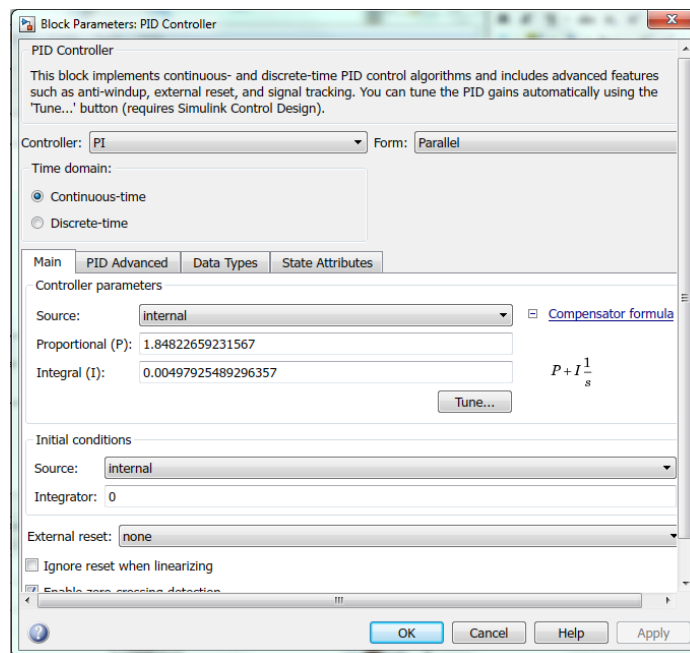 Block Parameters: PID Controller
PID Controller
This block implements continuous- and discrete-time PID control algorithms and includes advanced features
such as anti-windup, external reset, and signal tracking. You can tune the PID gains automatically using the
'Tune...' button (requires Simulink Control Design).
Controller: PI Form: Parallel
Time domain:
Continuous-time
Discrete-time
Main PID Advanced Data Types State Attributes
Controller parameters
Source: internal Compensator formula
Proportional (P): 1.84822659231567
Integral (I): 0.00497925489296357
P+I 1/s
Tune...
Initial conditions
Source: internal
Integrator: 0
External reset: none
Ignore reset when linearizing
Enable zero-crossing detection
OK Cancel Help Apply